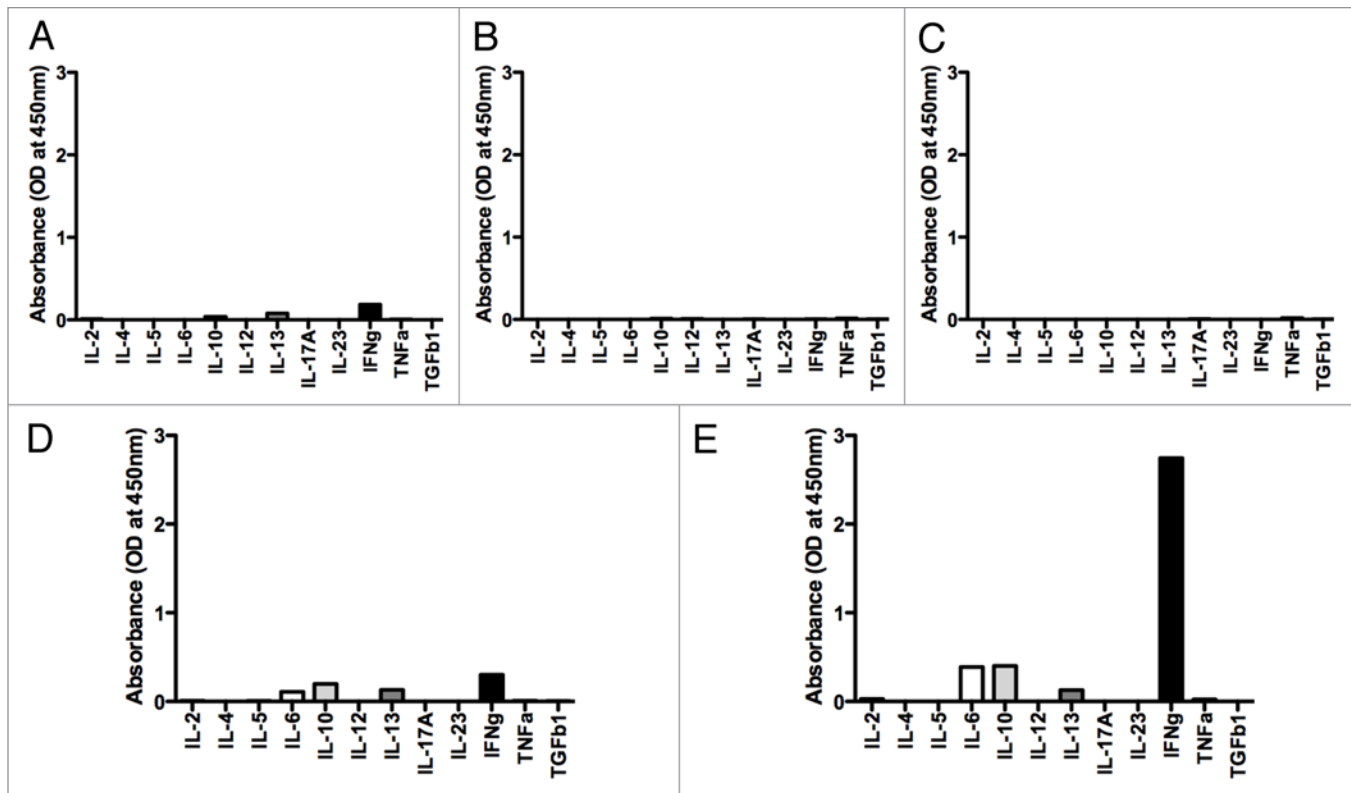 A
Absorbance (OD at 450nm)
3
2
1
0
IL-2
IL-4
IL-5
IL-6
IL-10
IL-12
IL-13
IL-17A
IL-23
IFNg
TNFa
TGFb1
B
Absorbance (OD at 450nm)
3
2
1
0
IL-2
IL-4
IL-5
IL-6
IL-10
IL-12
IL-13
IL-17A
IL-23
IFNg
TNFa
TGFb1
C
Absorbance (OD at 450nm)
3
2
1
0
IL-2
IL-4
IL-5
IL-6
IL-10
IL-12
IL-13
IL-17A
IL-23
IFNg
TNFa
TGFb1
D
Absorbance (OD at 450nm)
3
2
1
0
IL-2
IL-4
IL-5
IL-6
IL-10
IL-12
IL-13
IL-17A
IL-23
IFNg
TNFa
TGFb1
E
Absorbance (OD at 450nm)
3
2
1
0
IL-2
IL-4
IL-5
IL-6
IL-10
IL-12
IL-13
IL-17A
IL-23
IFNg
TNFa
TGFb1